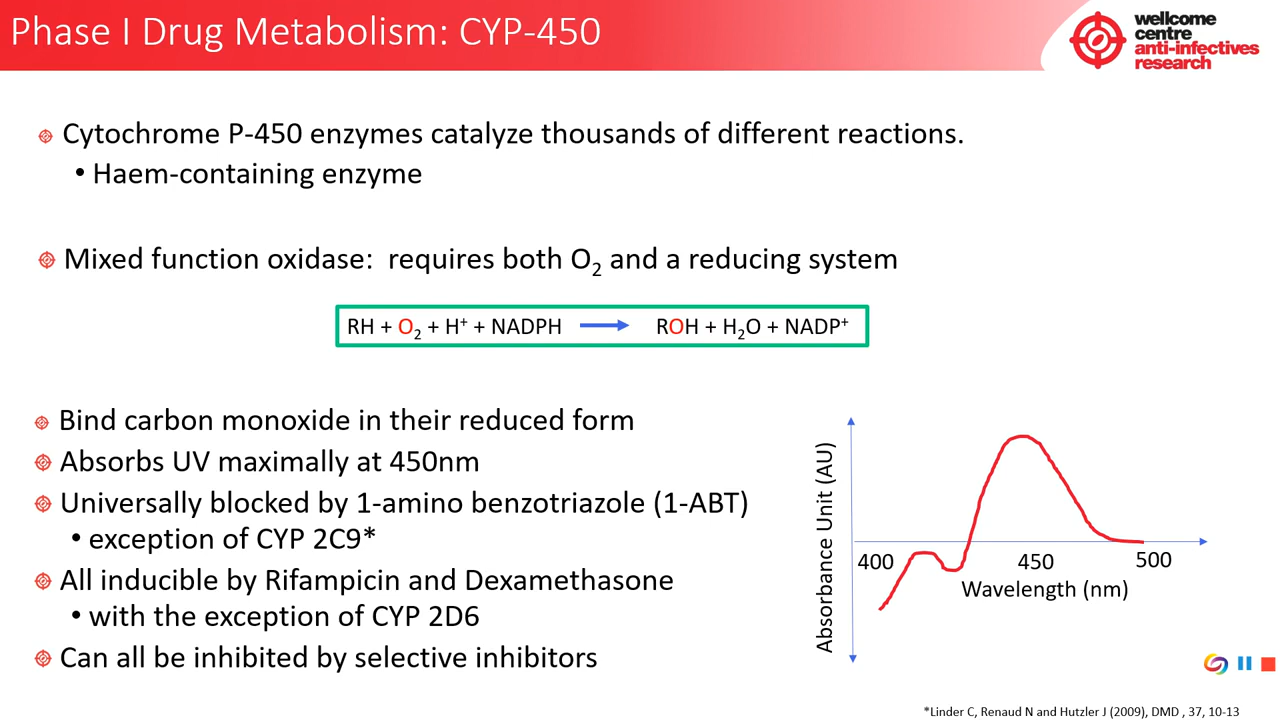 Phase I Drug Metabolism: CYP-450
wellcome
centre
anti-infectives
research
Cytochrome P-450 enzymes catalyze thousands of different reactions.
• Haem-containing enzyme
Mixed function oxidase: requires both O₂ and a reducing system
RH + O₂ + H⁺ + NADPH → ROH + H₂O + NADP⁺
Bind carbon monoxide in their reduced form
Absorbs UV maximally at 450nm
Universally blocked by 1-amino benzotriazole (1-ABT)
• exception of CYP 2C9*
All inducible by Rifampicin and Dexamethasone
• with the exception of CYP 2D6
Can all be inhibited by selective inhibitors
Absorbance Unit (AU)
400 450 500
Wavelength (nm)
*Linder C, Renaud N and Hutzler J (2009), DMD , 37, 10-13